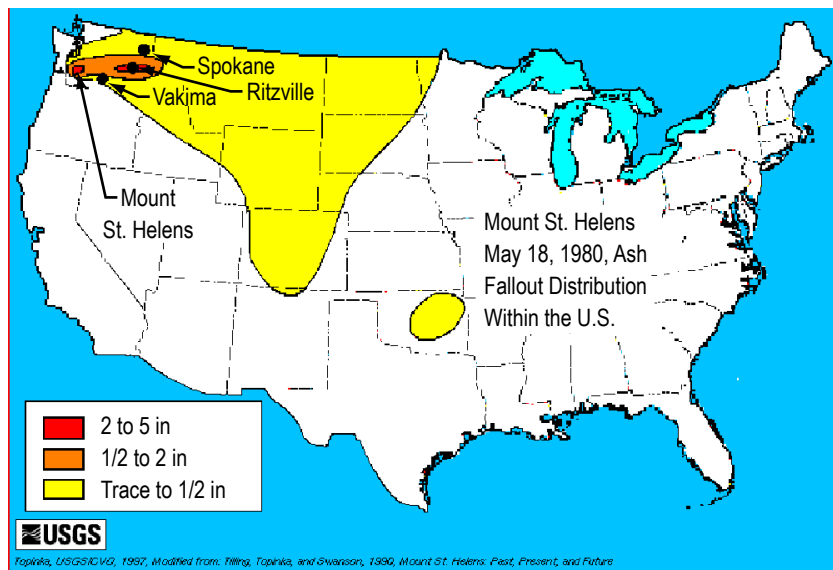 Spokane
Ritzville
Vakima
Mount
St. Helens
Mount St. Helens
May 18, 1980, Ash
Fallout Distribution
Within the U.S.
2 to 5 in
1/2 to 2 in
Trace to 1/2 in
USGS
Topinka, USGS/CVO, 1997, Modified from: Tilling, Topinka, and Swanson, 1990, Mount St. Helens: Past, Present, and Future